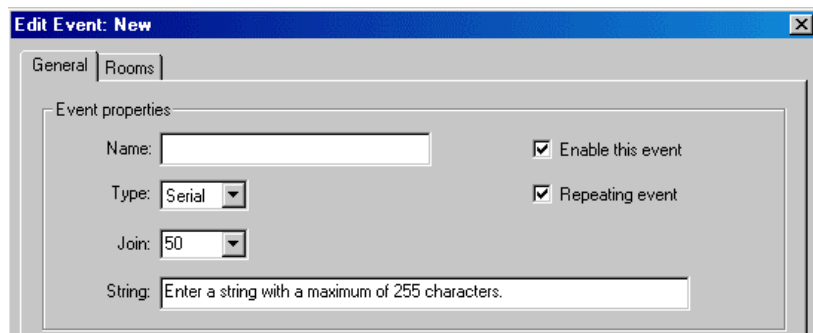 Edit Event: New
General Rooms
Event properties
Name:
Enable this event
Type: Serial
Repeating event
Join: 50
String: Enter a string with a maximum of 255 characters.